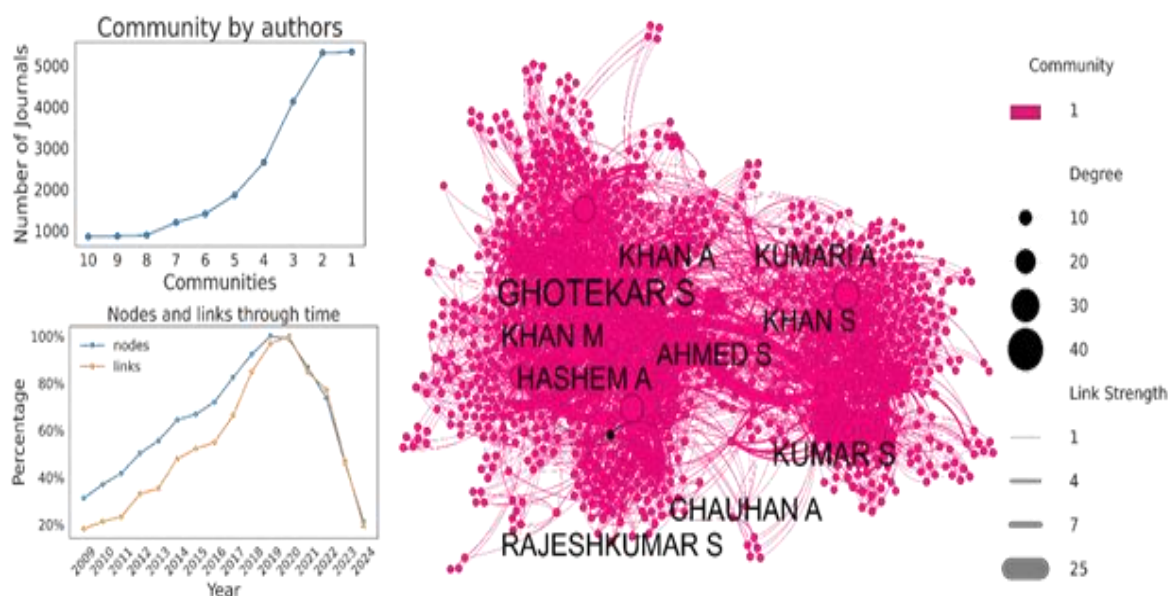 Community by authors
Number of Journals
5000
4000
3000
2000
1000
10 9 8 7 6 5 4 3 2 1
Communities
Nodes and links through time
Percentage
100%
80%
60%
40%
20%
nodes
links
2009 2010 2011 2012 2013 2014 2015 2016 2017 2018 2019 2020 2021 2022 2023 2024
Year
KHAN A
KUMARI A
GHOTEKAR S
KHAN S
KHAN M
AHMED S
HASHEM A
KUMAR S
CHAUHAN A
RAJESHKUMAR S
Community
1
Degree
10
20
30
40
Link Strength
1
4
7
25